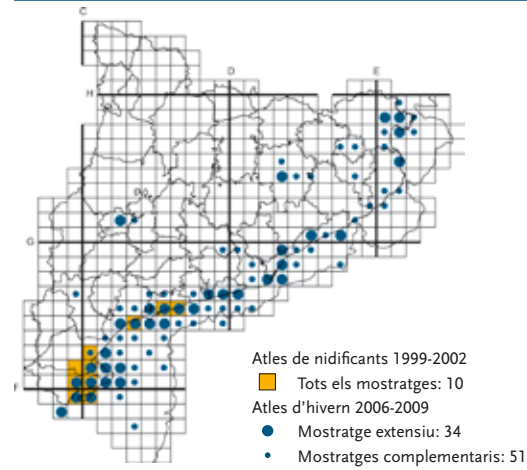 C
D
E
H
G
F
Atles de nidificants 1999-2002
Tots els mostratges: 10
Atles d'hivern 2006-2009
Mostratge extensiu: 34
Mostratges complementaris: 51